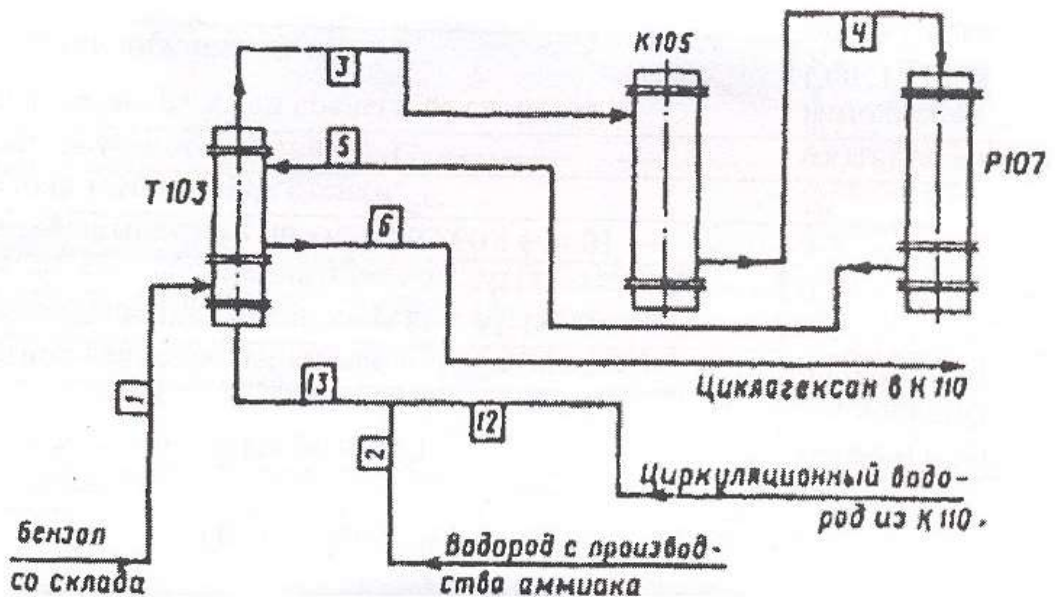 К105
4
3
5
Т103
Р107
6
Циклагексан в К 110
13
1
12
2
Циркуляционный водо-
род из К 110.
Бензол
со склада
Водород с производ-
ства аммиака